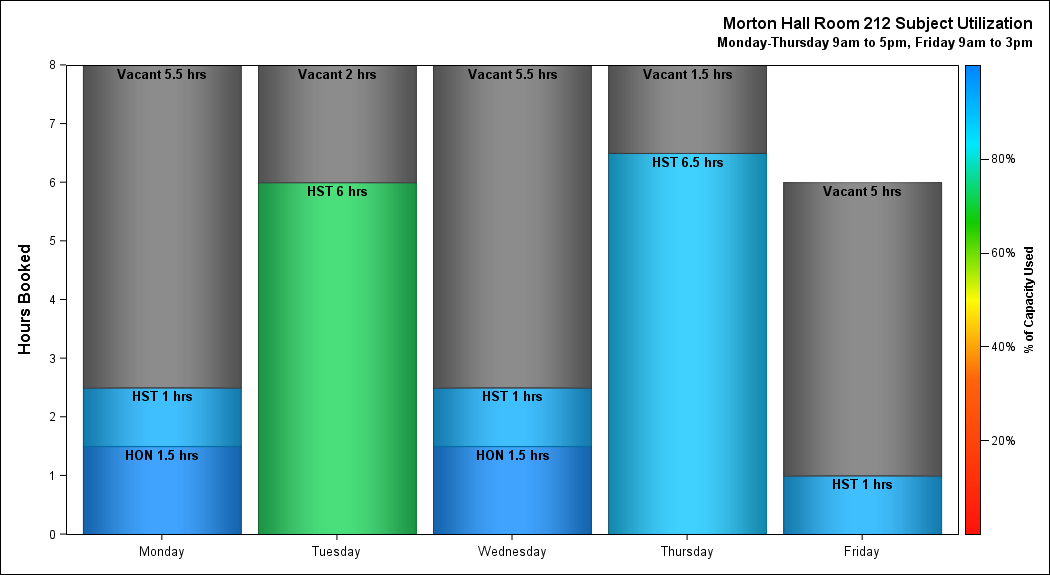 Morton Hall Room 212 Subject Utilization
Monday-Thursday 9am to 5pm, Friday 9am to 3pm
Hours Booked
8
7
6
5
4
3
2
1
0
Vacant 5.5 hrs
HST 1 hrs
HON 1.5 hrs
Vacant 2 hrs
HST 6 hrs
Vacant 5.5 hrs
HST 1 hrs
HON 1.5 hrs
Vacant 1.5 hrs
HST 6.5 hrs
Vacant 5 hrs
HST 1 hrs
Monday
Tuesday
Wednesday
Thursday
Friday
80%
60%
40%
20%
% of Capacity Used